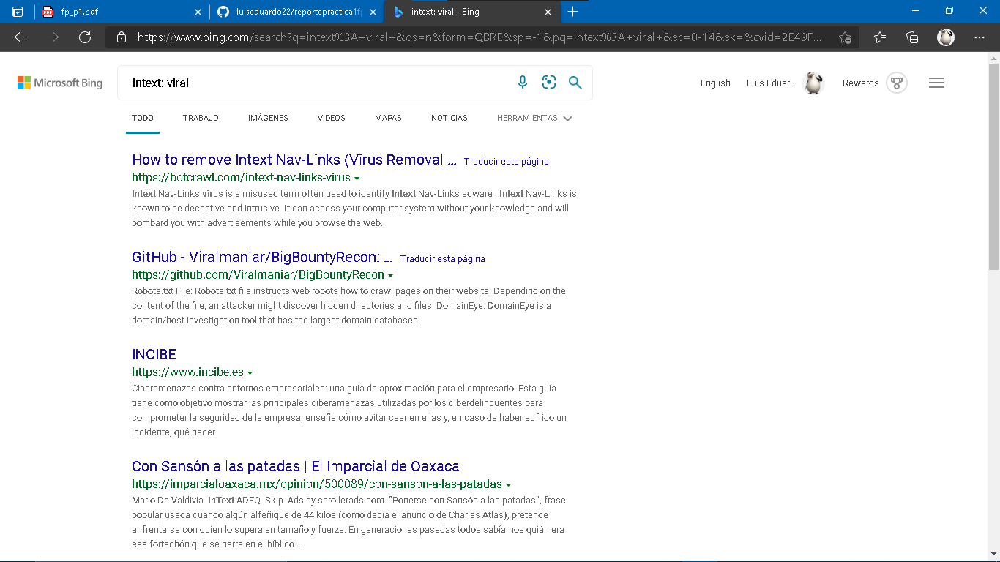 fp_p1.pdf
luiseduardo22/reportepractica1f
intext: viral - Bing
https://www.bing.com/search?q=intext%3A+viral+&qs=n&form=QBRE&sp=-1&pq=intext%3A+viral+&sc=0-14&sk=&cvid=2E49F...
Microsoft Bing
intext: viral
English
Luis Eduar...
Rewards
TODO
TRABAJO
IMÁGENES
VÍDEOS
MAPAS
NOTICIAS
HERRAMIENTAS
How to remove Intext Nav-Links (Virus Removal ... Traducir esta página
https://botcrawl.com/intext-nav-links-virus
Intext Nav-Links virus is a misused term often used to identify Intext Nav-Links adware . Intext Nav-Links is
known to be deceptive and intrusive. It can access your computer system without your knowledge and will
bombard you with advertisements while you browse the web.
GitHub - Viralmaniar/BigBountyRecon: ... Traducir esta página
https://github.com/Viralmaniar/BigBountyRecon
Robots.txt File: Robots.txt file instructs web robots how to crawl pages on their website. Depending on the
content of the file, an attacker might discover hidden directories and files. DomainEye: DomainEye is a
domain/host investigation tool that has the largest domain databases.
INCIBE
https://www.incibe.es
Ciberamenazas contra entornos empresariales: una guía de aproximación para el empresario. Esta guía
tiene como objetivo mostrar las principales ciberamenazas utilizadas por los ciberdelincuentes para
comprometer la seguridad de la empresa, enseña cómo evitar caer en ellas y, en caso de haber sufrido un
incidente, qué hacer.
Con Sansón a las patadas | El Imparcial de Oaxaca
https://imparcialoaxaca.mx/opinion/500089/con-sanson-a-las-patadas
Mario De Valdivia. InText ADEQ. Skip. Ads by scrollerads.com. "Ponerse con Sansón a las patadas", frase
popular usada cuando algún alfeñique de 44 kilos (como decía el anuncio de Charles Atlas), pretende
enfrentarse con quien lo supera en tamaño y fuerza. En generaciones pasadas todos sabíamos quién era
ese fortachón que se narra en el bíblico ...